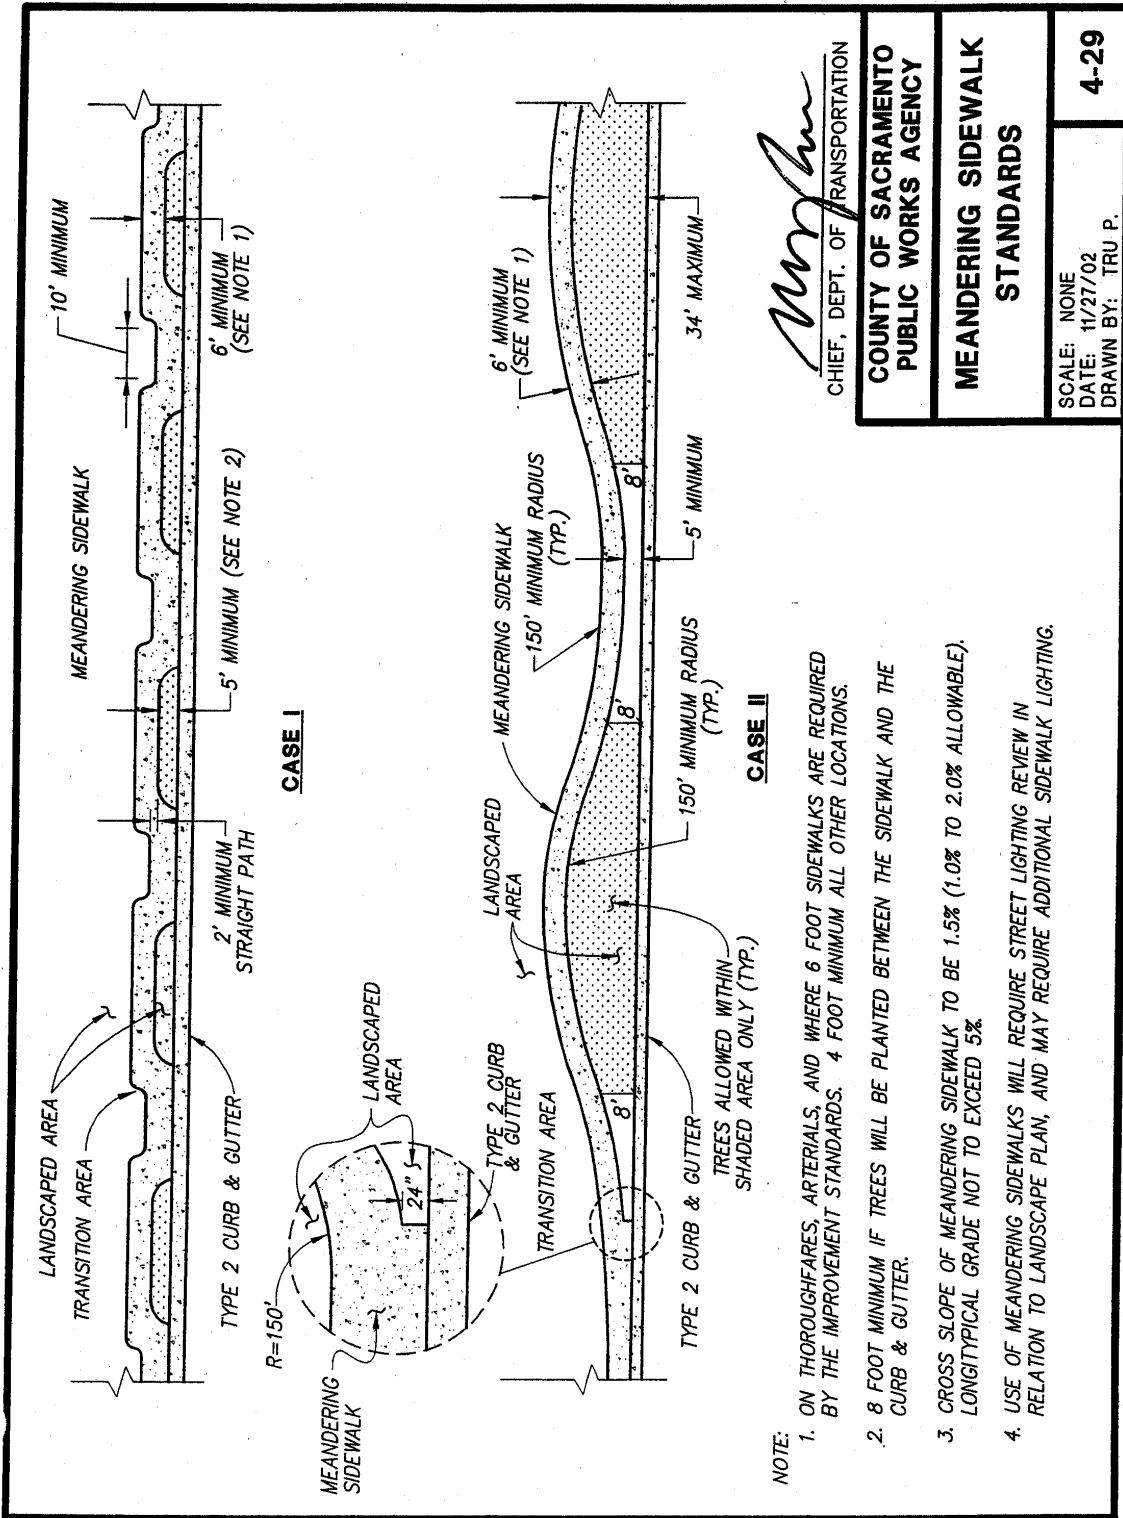 LANDSCAPED AREA
TRANSITION AREA
MEANDERING SIDEWALK
10' MINIMUM
2' MINIMUM
STRAIGHT PATH
5' MINIMUM (SEE NOTE 2)
6' MINIMUM
(SEE NOTE 1)
TYPE 2 CURB & GUTTER
CASE I
R=150'
LANDSCAPED
AREA
24"
MEANDERING
SIDEWALK
TYPE 2 CURB
& GUTTER
TRANSITION AREA
LANDSCAPED
AREA
MEANDERING SIDEWALK
150' MINIMUM RADIUS
(TYP.)
6' MINIMUM
(SEE NOTE 1)
8'
8'
8'
TYPE 2 CURB & GUTTER
TREES ALLOWED WITHIN
SHADED AREA ONLY (TYP.)
150' MINIMUM RADIUS
(TYP.)
5' MINIMUM
34' MAXIMUM
CASE II
NOTE:
1. ON THOROUGHFARES, ARTERIALS, AND WHERE 6 FOOT SIDEWALKS ARE REQUIRED
BY THE IMPROVEMENT STANDARDS. 4 FOOT MINIMUM ALL OTHER LOCATIONS.
2. 8 FOOT MINIMUM IF TREES WILL BE PLANTED BETWEEN THE SIDEWALK AND THE
CURB & GUTTER.
3. CROSS SLOPE OF MEANDERING SIDEWALK TO BE 1.5% (1.0% TO 2.0% ALLOWABLE).
LONGITYPICAL GRADE NOT TO EXCEED 5%.
4. USE OF MEANDERING SIDEWALKS WILL REQUIRE STREET LIGHTING REVIEW IN
RELATION TO LANDSCAPE PLAN, AND MAY REQUIRE ADDITIONAL SIDEWALK LIGHTING.
CHIEF, DEPT. OF TRANSPORTATION
COUNTY OF SACRAMENTO
PUBLIC WORKS AGENCY
MEANDERING SIDEWALK
STANDARDS
SCALE: NONE
DATE: 11/27/02
DRAWN BY: TRU P.
4-29